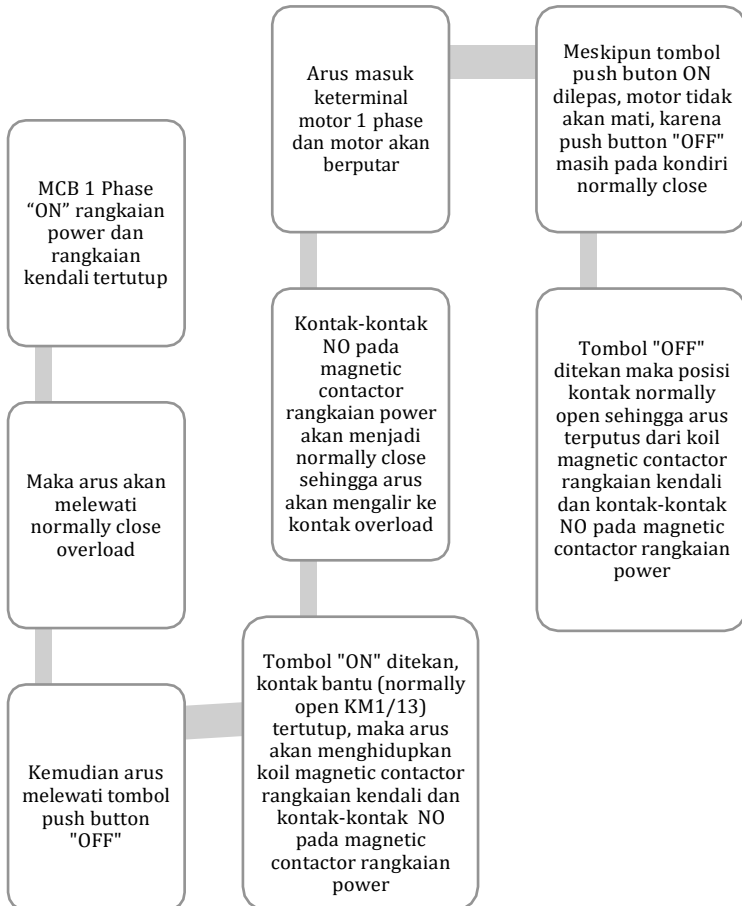 MCB 1 Phase
“ON” rangkaian
power dan
rangkaian
kendali tertutup
Maka arus akan
melewati
normally close
overload
Kemudian arus
melewati tombol
push button
"OFF"
Tombol "ON" ditekan,
kontak bantu (normally
open KM1/13)
tertutup, maka arus
akan menghidupkan
koil magnetic contactor
rangkaian kendali dan
kontak-kontak NO
pada magnetic
contactor rangkaian
power
Kontak-kontak
NO pada
magnetic
contactor
rangkaian power
akan menjadi
normally close
sehingga arus
akan mengalir ke
kontak overload
Arus masuk
keterminal
motor 1 phase
dan motor akan
berputar
Meskipun tombol
push buton ON
dilepas, motor tidak
akan mati, karena
push button "OFF"
masih pada kondiri
normally close
Tombol "OFF"
ditekan maka posisi
kontak normally
open sehingga arus
terputus dari koil
magnetic contactor
rangkaian kendali
dan kontak-kontak
NO pada magnetic
contactor rangkaian
power